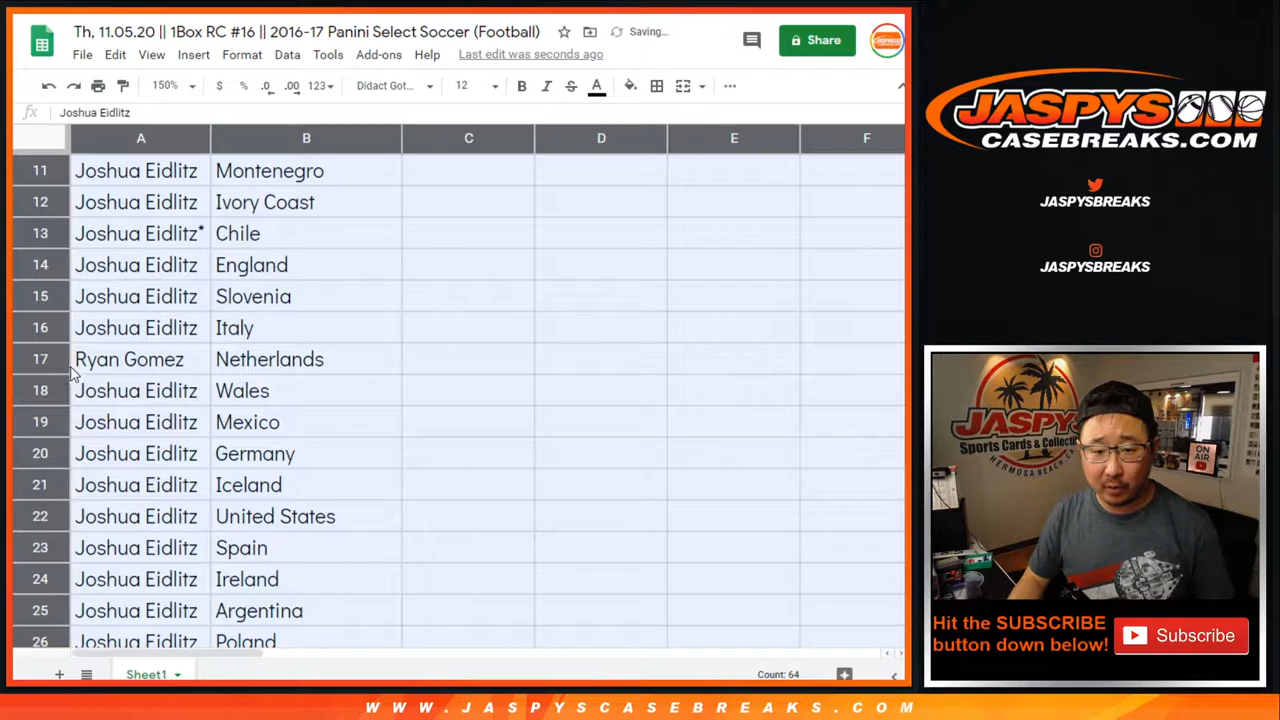 Th, 11.05.20 || 1Box RC #16 || 2016-17 Panini Select Soccer (Football)
Saving...
Share
File Edit View Insert Format Data Tools Add-ons Help Last edit was seconds ago
150% $ % .0 .00 123 Didact Got... 12 B I S A ...
fx Joshua Eidlitz
A B C D E F
11 Joshua Eidlitz Montenegro
12 Joshua Eidlitz Ivory Coast
13 Joshua Eidlitz* Chile
14 Joshua Eidlitz England
15 Joshua Eidlitz Slovenia
16 Joshua Eidlitz Italy
17 Ryan Gomez Netherlands
18 Joshua Eidlitz Wales
19 Joshua Eidlitz Mexico
20 Joshua Eidlitz Germany
21 Joshua Eidlitz Iceland
22 Joshua Eidlitz United States
23 Joshua Eidlitz Spain
24 Joshua Eidlitz Ireland
25 Joshua Eidlitz Argentina
26 Joshua Eidlitz Poland
Sheet1
Count: 64
JASPYS
CASEBREAKS.COM
JASPYSBREAKS
JASPYSBREAKS
JASPYS
Sports Cards & Collectib
HERMOSA BEACH, CA
ON AIR
Hit the SUBSCRIBE
button down below!
Subscribe
WWW.JASPYSCASEBREAKS.COM